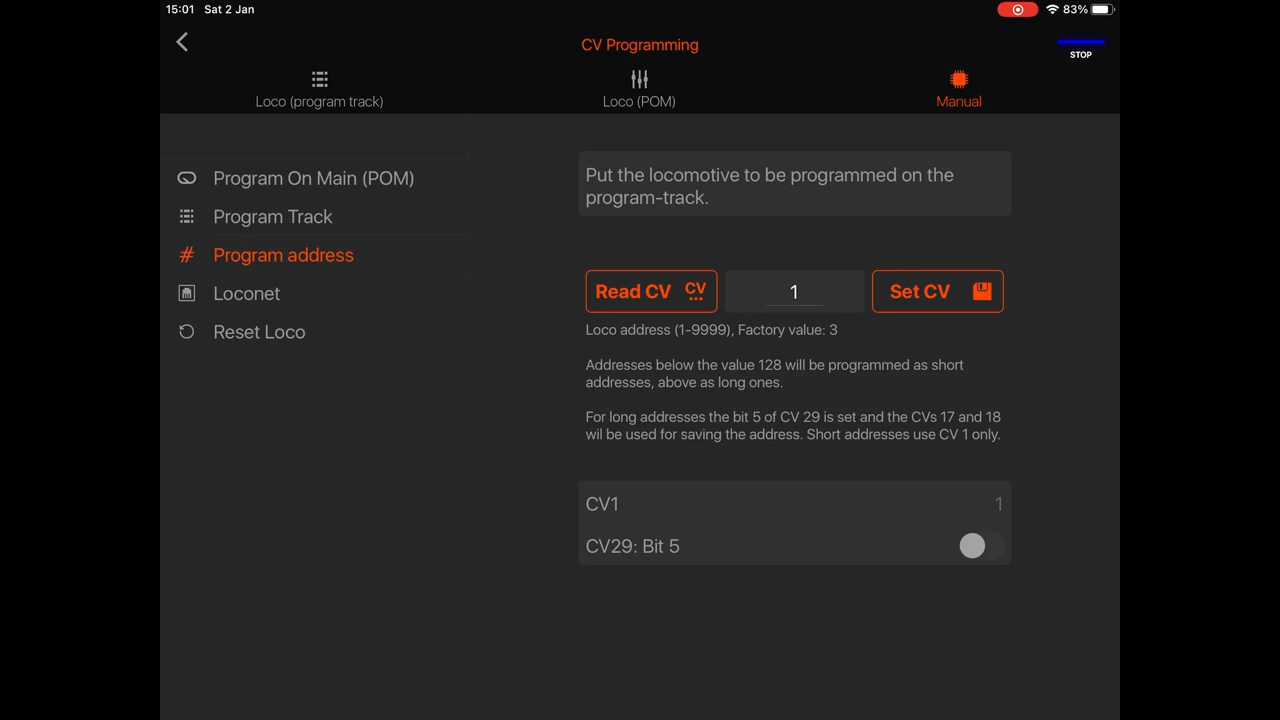 15:01 Sat 2 Jan
83%
CV Programming
STOP
Loco (program track)
Loco (POM)
Manual
Program On Main (POM)
Program Track
# Program address
Loconet
Reset Loco
Put the locomotive to be programmed on the
program-track.
Read CV CV
1
Set CV
Loco address (1-9999), Factory value: 3
Addresses below the value 128 will be programmed as short
addresses, above as long ones.
For long addresses the bit 5 of CV 29 is set and the CVs 17 and 18
wil be used for saving the address. Short addresses use CV 1 only.
CV1 1
CV29: Bit 5